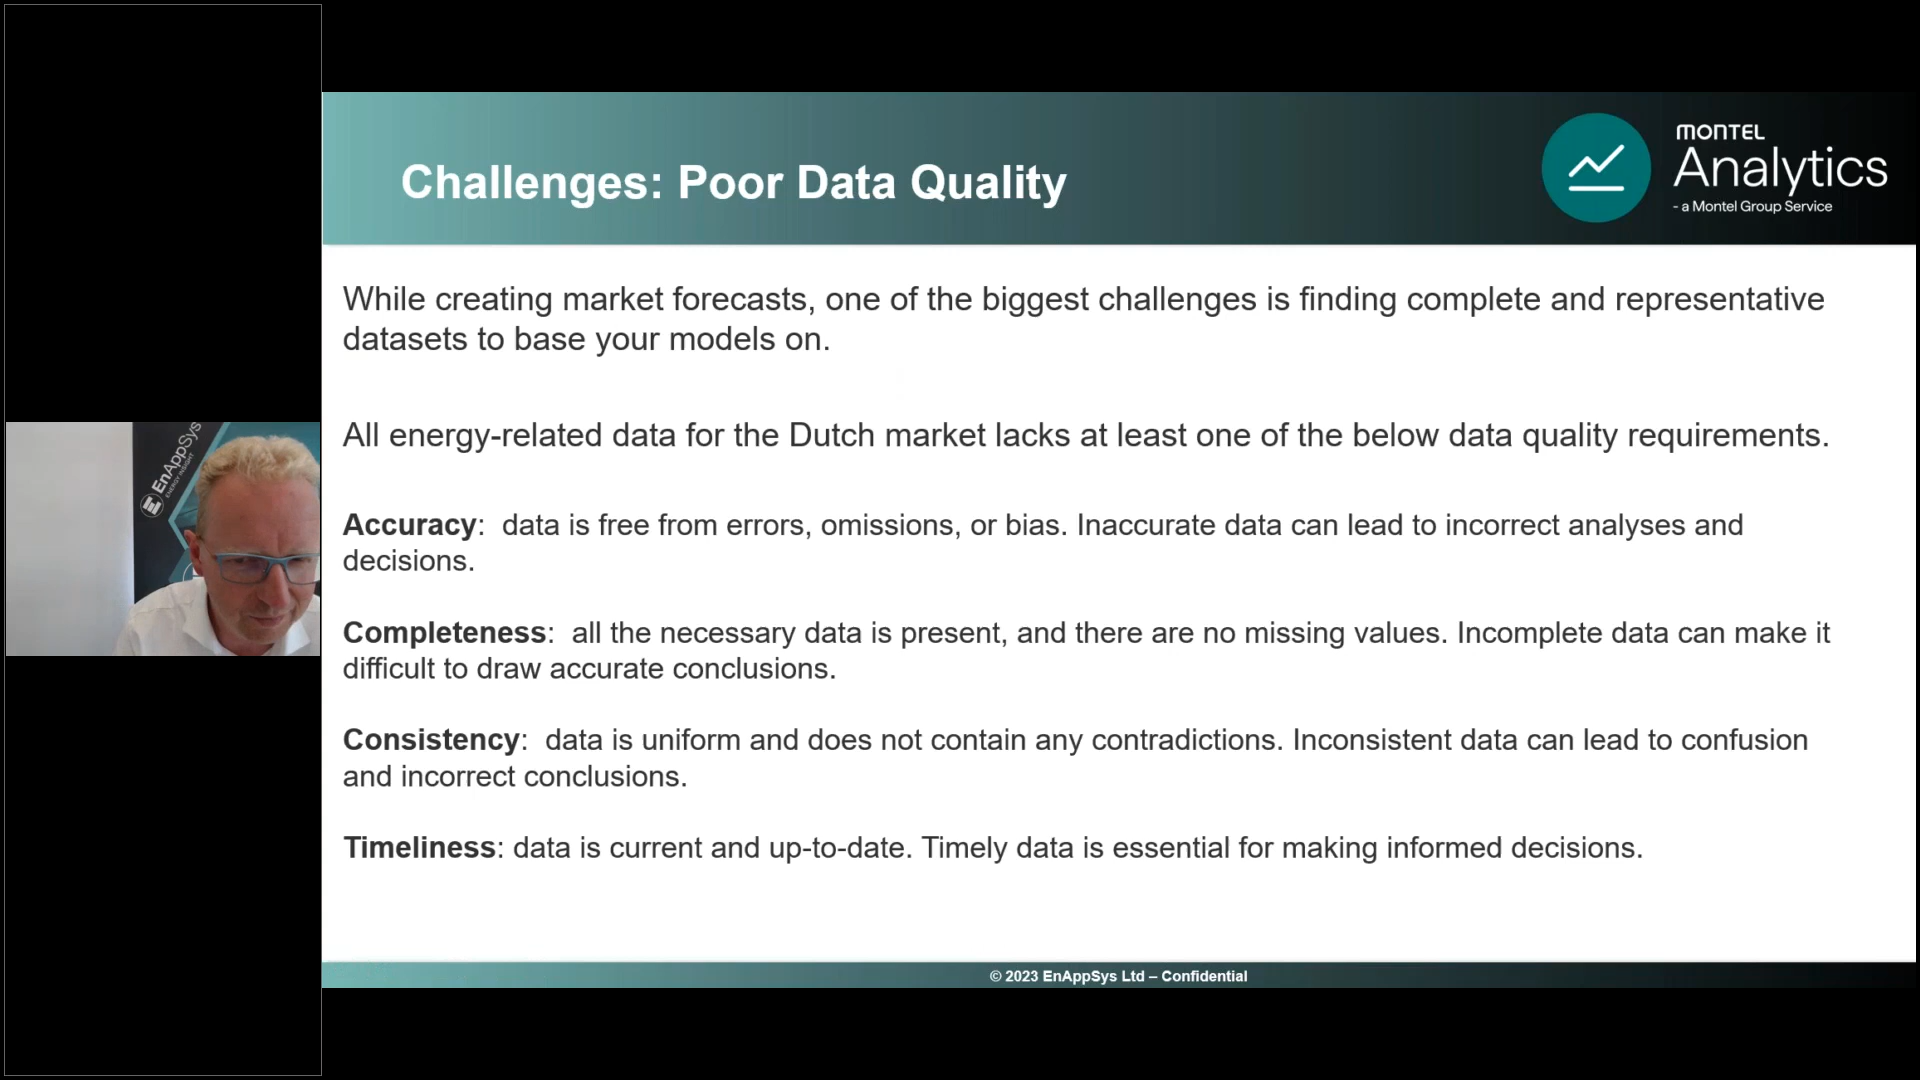 MONTEL
Analytics
- a Montel Group Service
Challenges: Poor Data Quality
While creating market forecasts, one of the biggest challenges is finding complete and representative
datasets to base your models on.
All energy-related data for the Dutch market lacks at least one of the below data quality requirements.
Accuracy: data is free from errors, omissions, or bias. Inaccurate data can lead to incorrect analyses and
decisions.
Completeness: all the necessary data is present, and there are no missing values. Incomplete data can make it
difficult to draw accurate conclusions.
Consistency: data is uniform and does not contain any contradictions. Inconsistent data can lead to confusion
and incorrect conclusions.
Timeliness: data is current and up-to-date. Timely data is essential for making informed decisions.
© 2023 EnAppSys Ltd – Confidential
EnAppSys
ENERGY INSIGHT